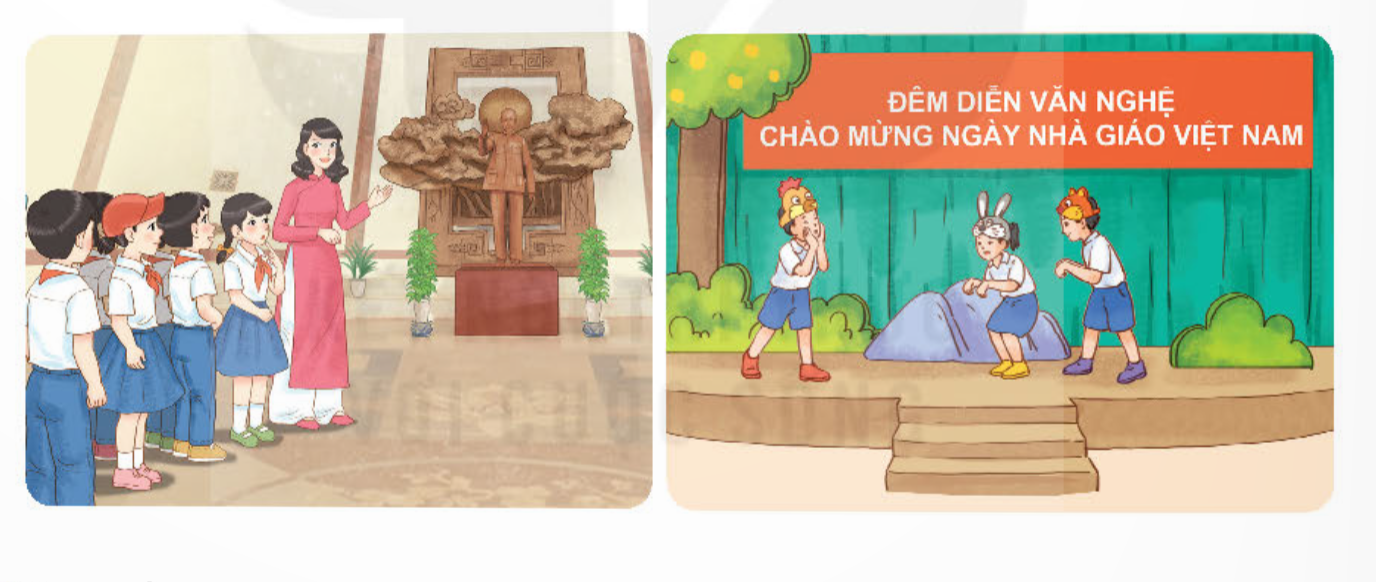 ĐÊM DIỄN VĂN NGHỆ
CHÀO MỪNG NGÀY NHÀ GIÁO VIỆT NAM